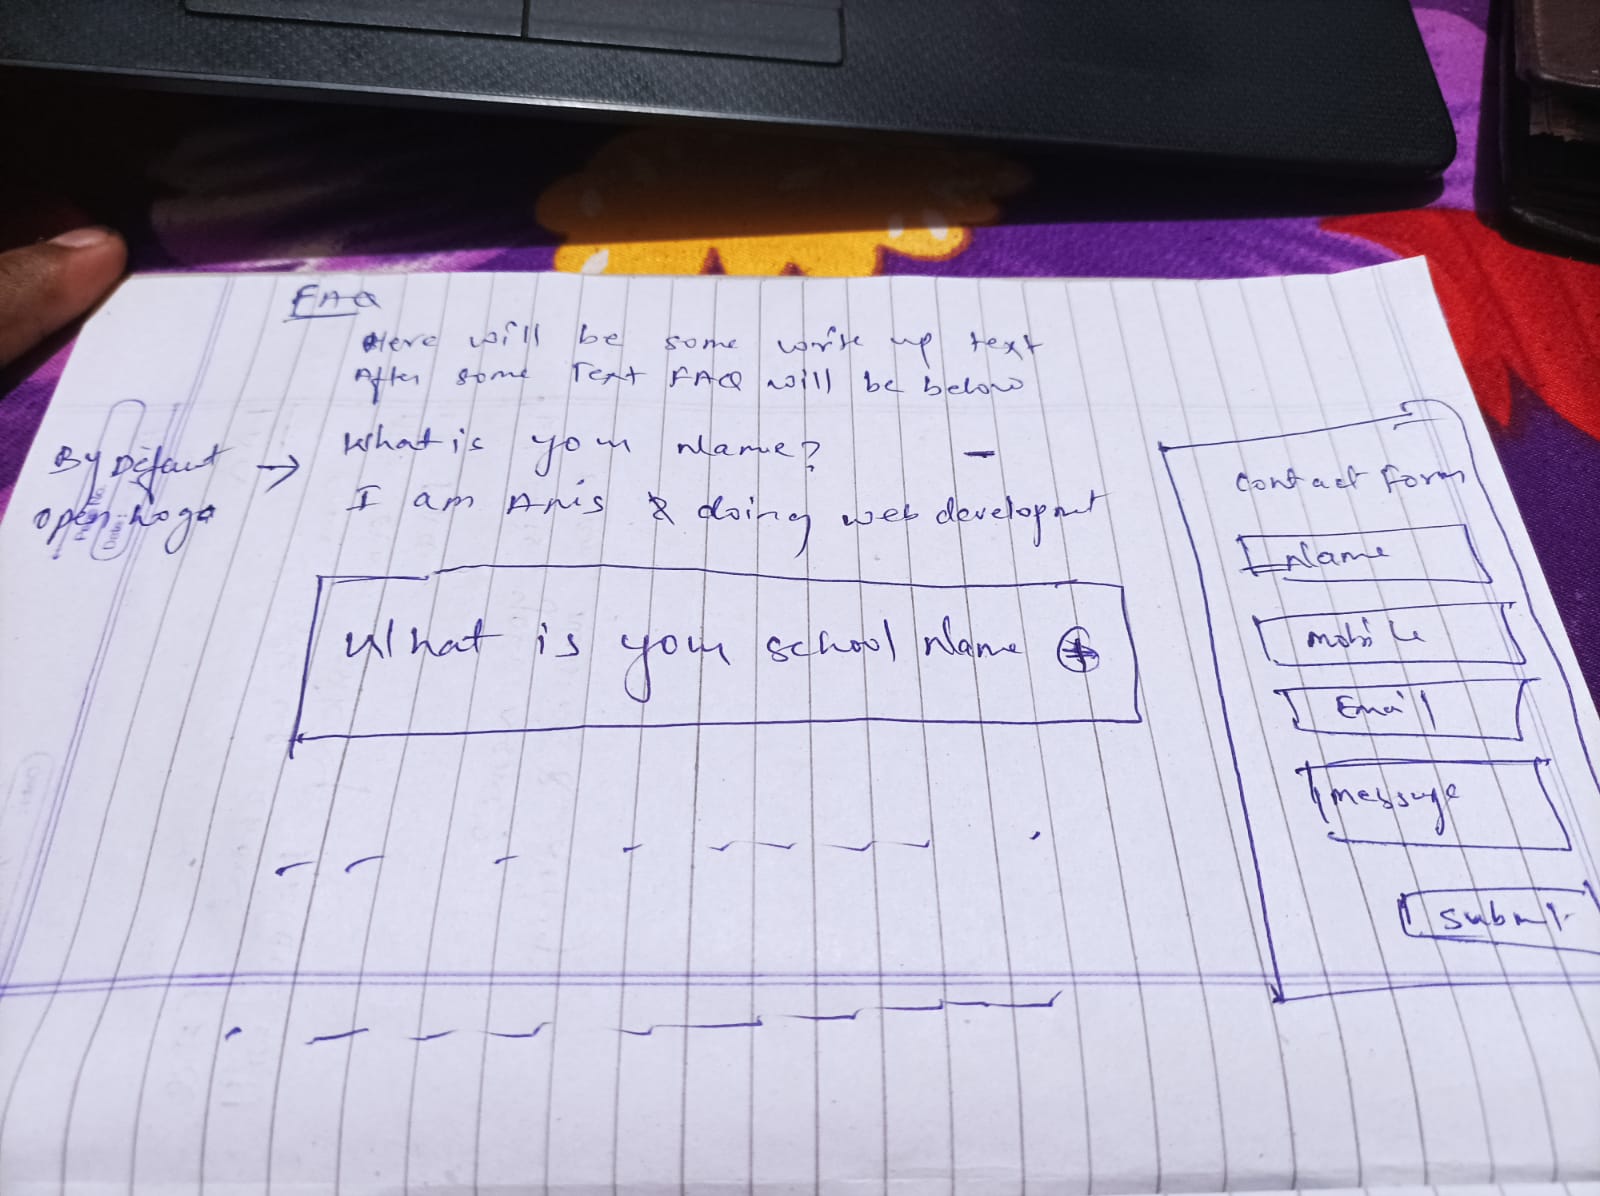 FAQ
Here will be some write up text
After some Text FAQ will be below
By Default
open hoga
What is your Name? -
I am Anis & doing web development
What is your school Name +
contact form
Name
mobile
Email
message
submit